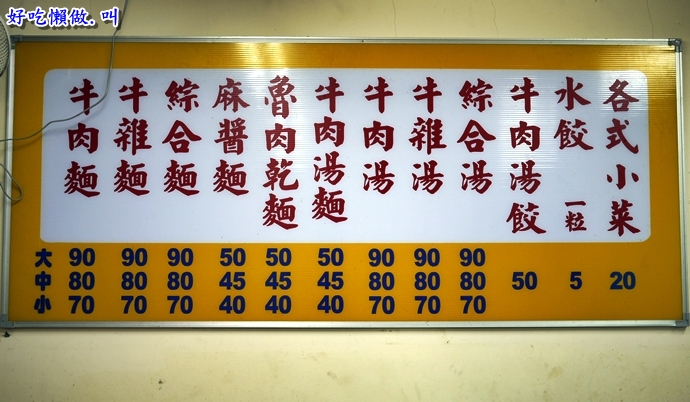 好吃懶做.叫
牛肉麵
牛雜麵
綜合麵
麻醬麵
魯肉乾麵
牛肉湯麵
牛肉湯
牛雜湯
綜合湯
牛肉湯餃
水餃 一粒
各式小菜
大 90 90 90 50 50 50 90 90 90
中 80 80 80 45 45 45 80 80 80 50 5 20
小 70 70 70 40 40 40 70 70 70